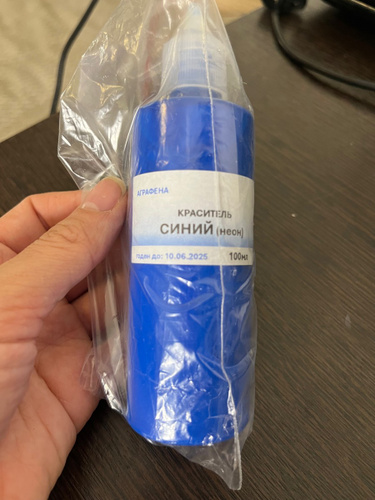 АГРАФЕНА
КРАСИТЕЛЬ
СИНИЙ (неон)
годен до: 10.06.2025 100мл